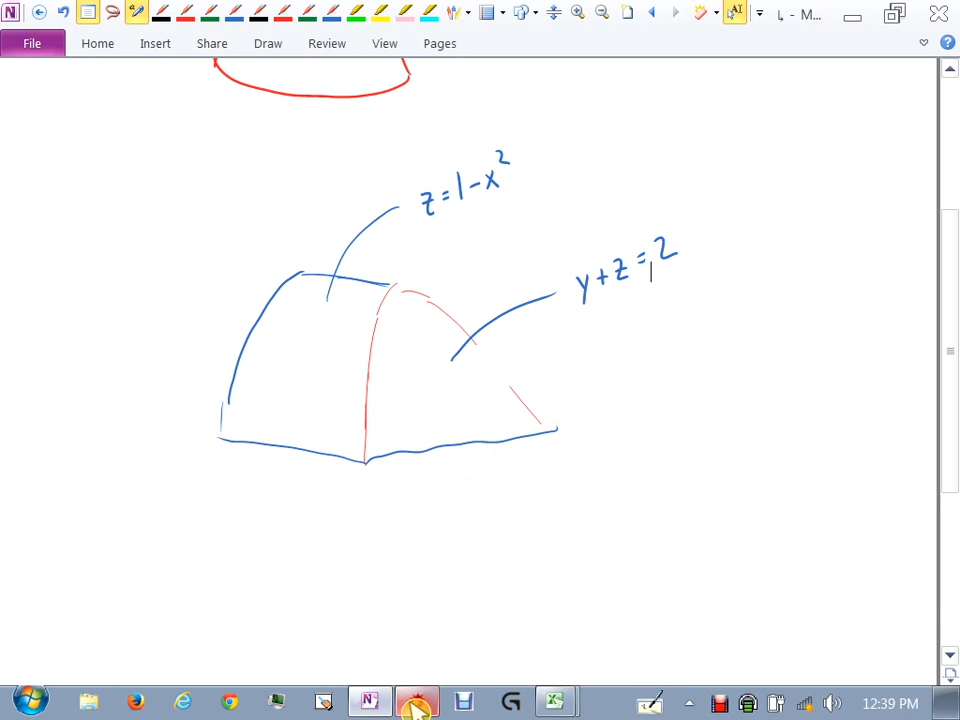 L - M...
File Home Insert Share Draw Review View Pages
z=1-x²
y+z=2
12:39 PM